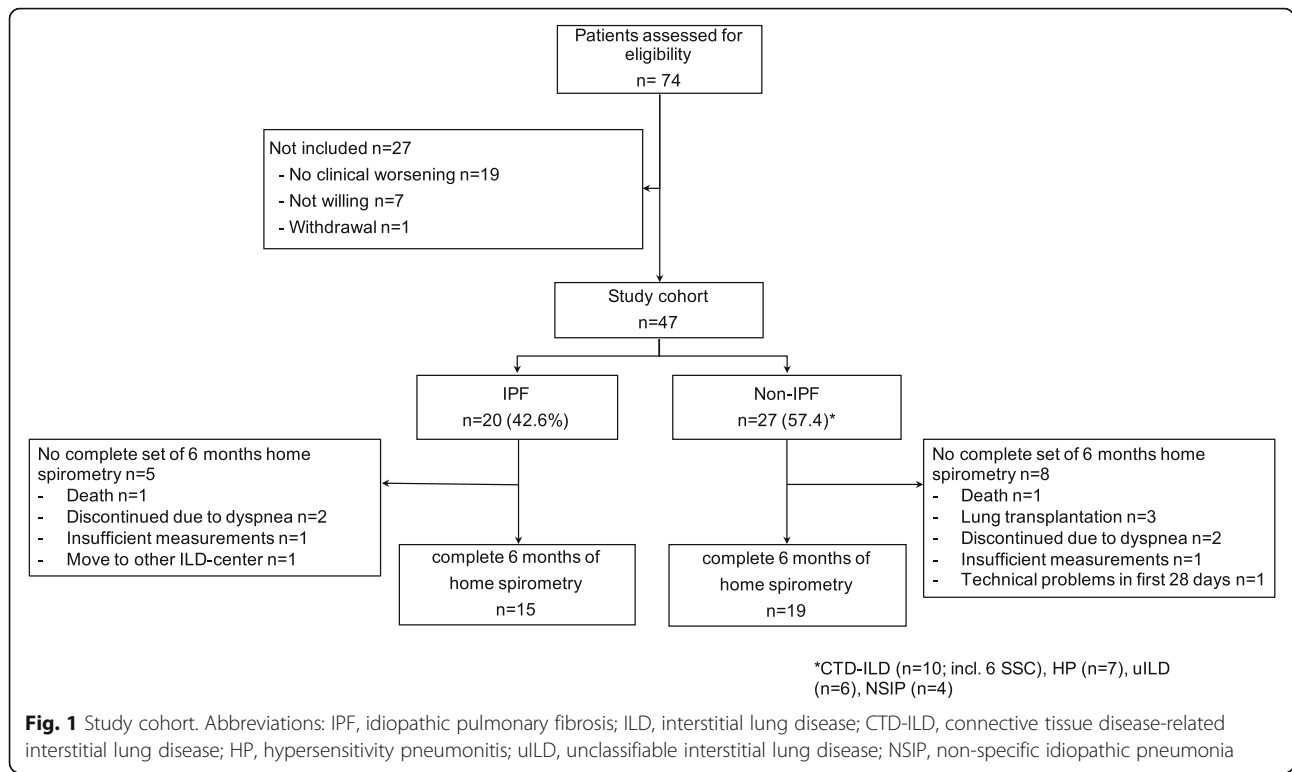 Patients assessed for
eligibility
n= 74
Not included n=27
- No clinical worsening n=19
- Not willing n=7
- Withdrawal n=1
Study cohort
n=47
IPF
n=20 (42.6%)
Non-IPF
n=27 (57.4)*
No complete set of 6 months home
spirometry n=5
- Death n=1
- Discontinued due to dyspnea n=2
- Insufficient measurements n=1
- Move to other ILD-center n=1
complete 6 months of
home spirometry
n=15
complete 6 months of
home spirometry
n=19
No complete set of 6 months home
spirometry n=8
- Death n=1
- Lung transplantation n=3
- Discontinued due to dyspnea n=2
- Insufficient measurements n=1
- Technical problems in first 28 days n=1
*CTD-ILD (n=10; incl. 6 SSC), HP (n=7), uILD
(n=6), NSIP (n=4)
Fig. 1 Study cohort. Abbreviations: IPF, idiopathic pulmonary fibrosis; ILD, interstitial lung disease; CTD-ILD, connective tissue disease-related
interstitial lung disease; HP, hypersensitivity pneumonitis; uILD, unclassifiable interstitial lung disease; NSIP, non-specific idiopathic pneumonia